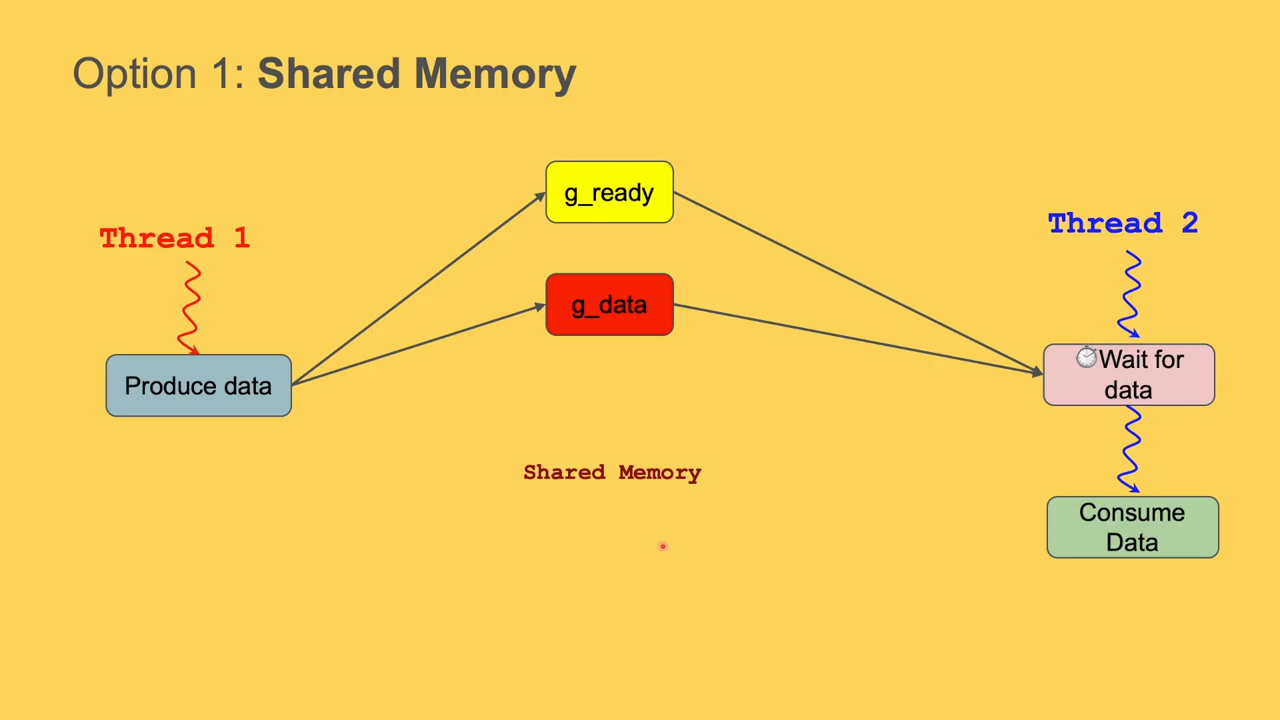 Option 1: Shared Memory
g_ready
Thread 1
Thread 2
g_data
Produce data
Wait for
data
Shared Memory
Consume
Data